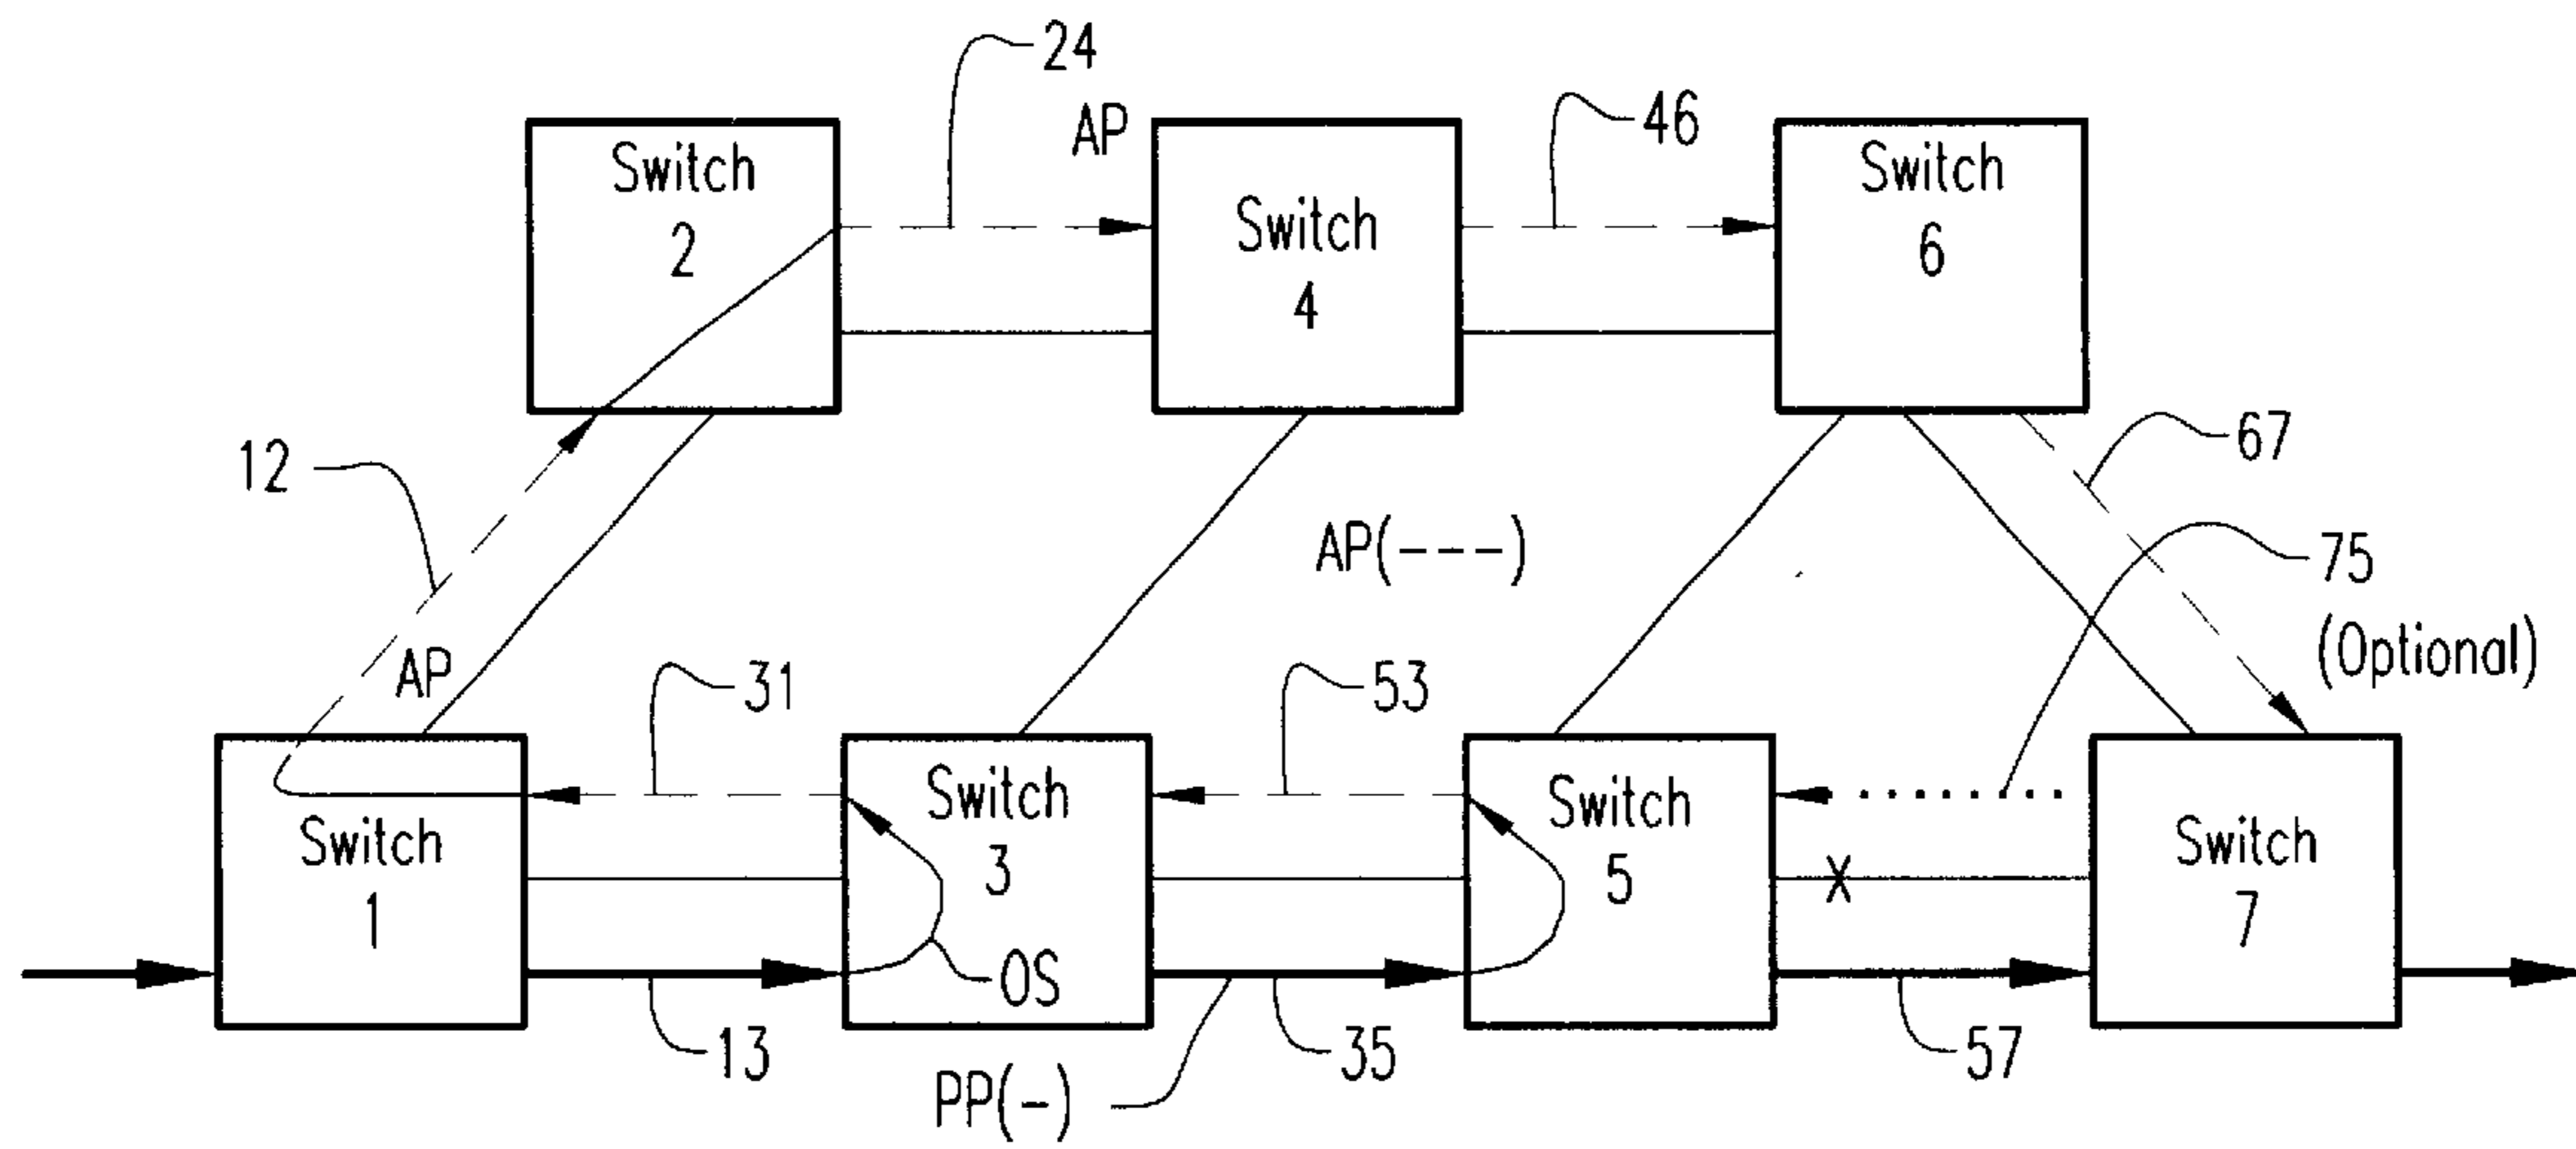 24
AP
46
Switch
2
Switch
4
Switch
6
12
67
AP(---)
75
(Optional)
AP
31
53
Switch
1
Switch
3
Switch
5
Switch
7
X
OS
13
35
57
PP(-)